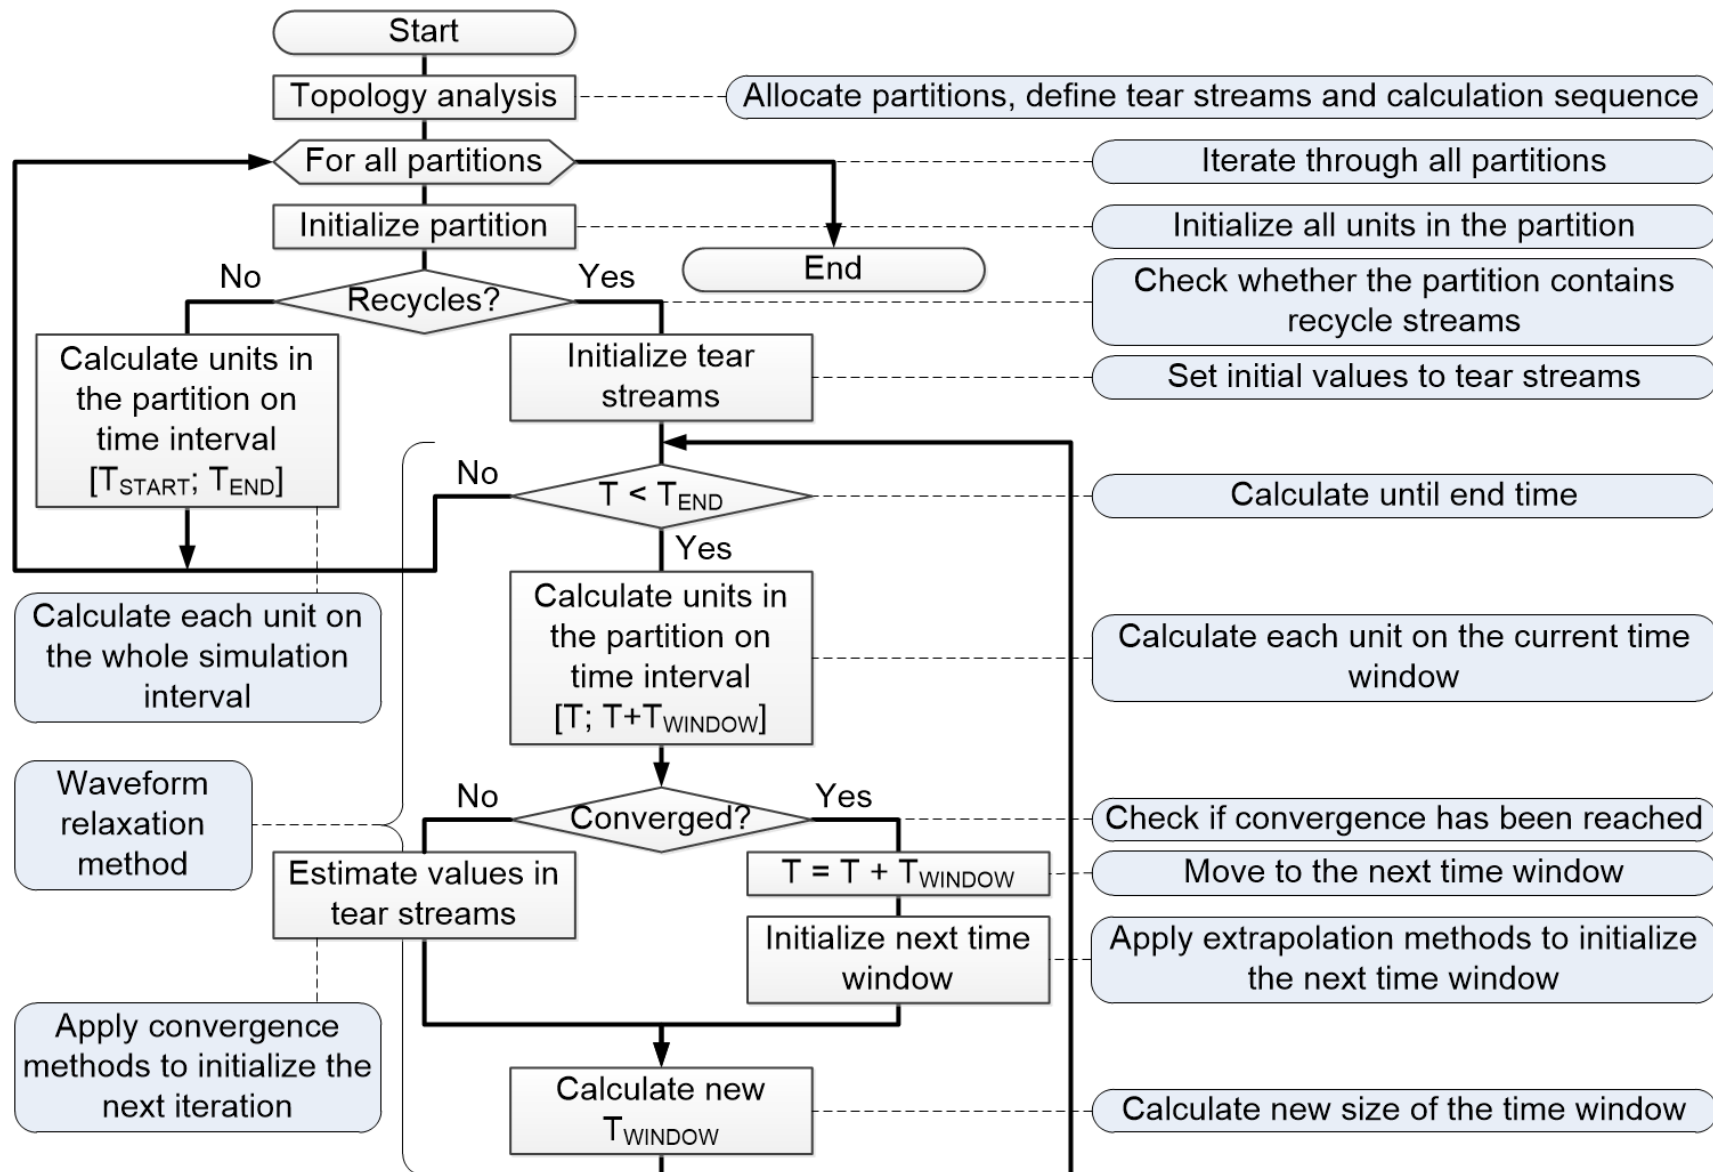 Start
Topology analysis
Allocate partitions, define tear streams and calculation sequence
For all partitions
Iterate through all partitions
Initialize partition
Initialize all units in the partition
End
No
Yes
Recycles?
Check whether the partition contains
recycle streams
Calculate units in
the partition on
time interval
[TSTART; TEND]
Initialize tear
streams
Set initial values to tear streams
No
T < TEND
Calculate until end time
Yes
Calculate each unit on
the whole simulation
interval
Calculate units in
the partition on
time interval
[T; T+TWINDOW]
Calculate each unit on the current time
window
Waveform
relaxation
method
No
Yes
Converged?
Check if convergence has been reached
Estimate values in
tear streams
T = T + TWINDOW
Move to the next time window
Initialize next time
window
Apply extrapolation methods to initialize
the next time window
Apply convergence
methods to initialize the
next iteration
Calculate new
TWINDOW
Calculate new size of the time window